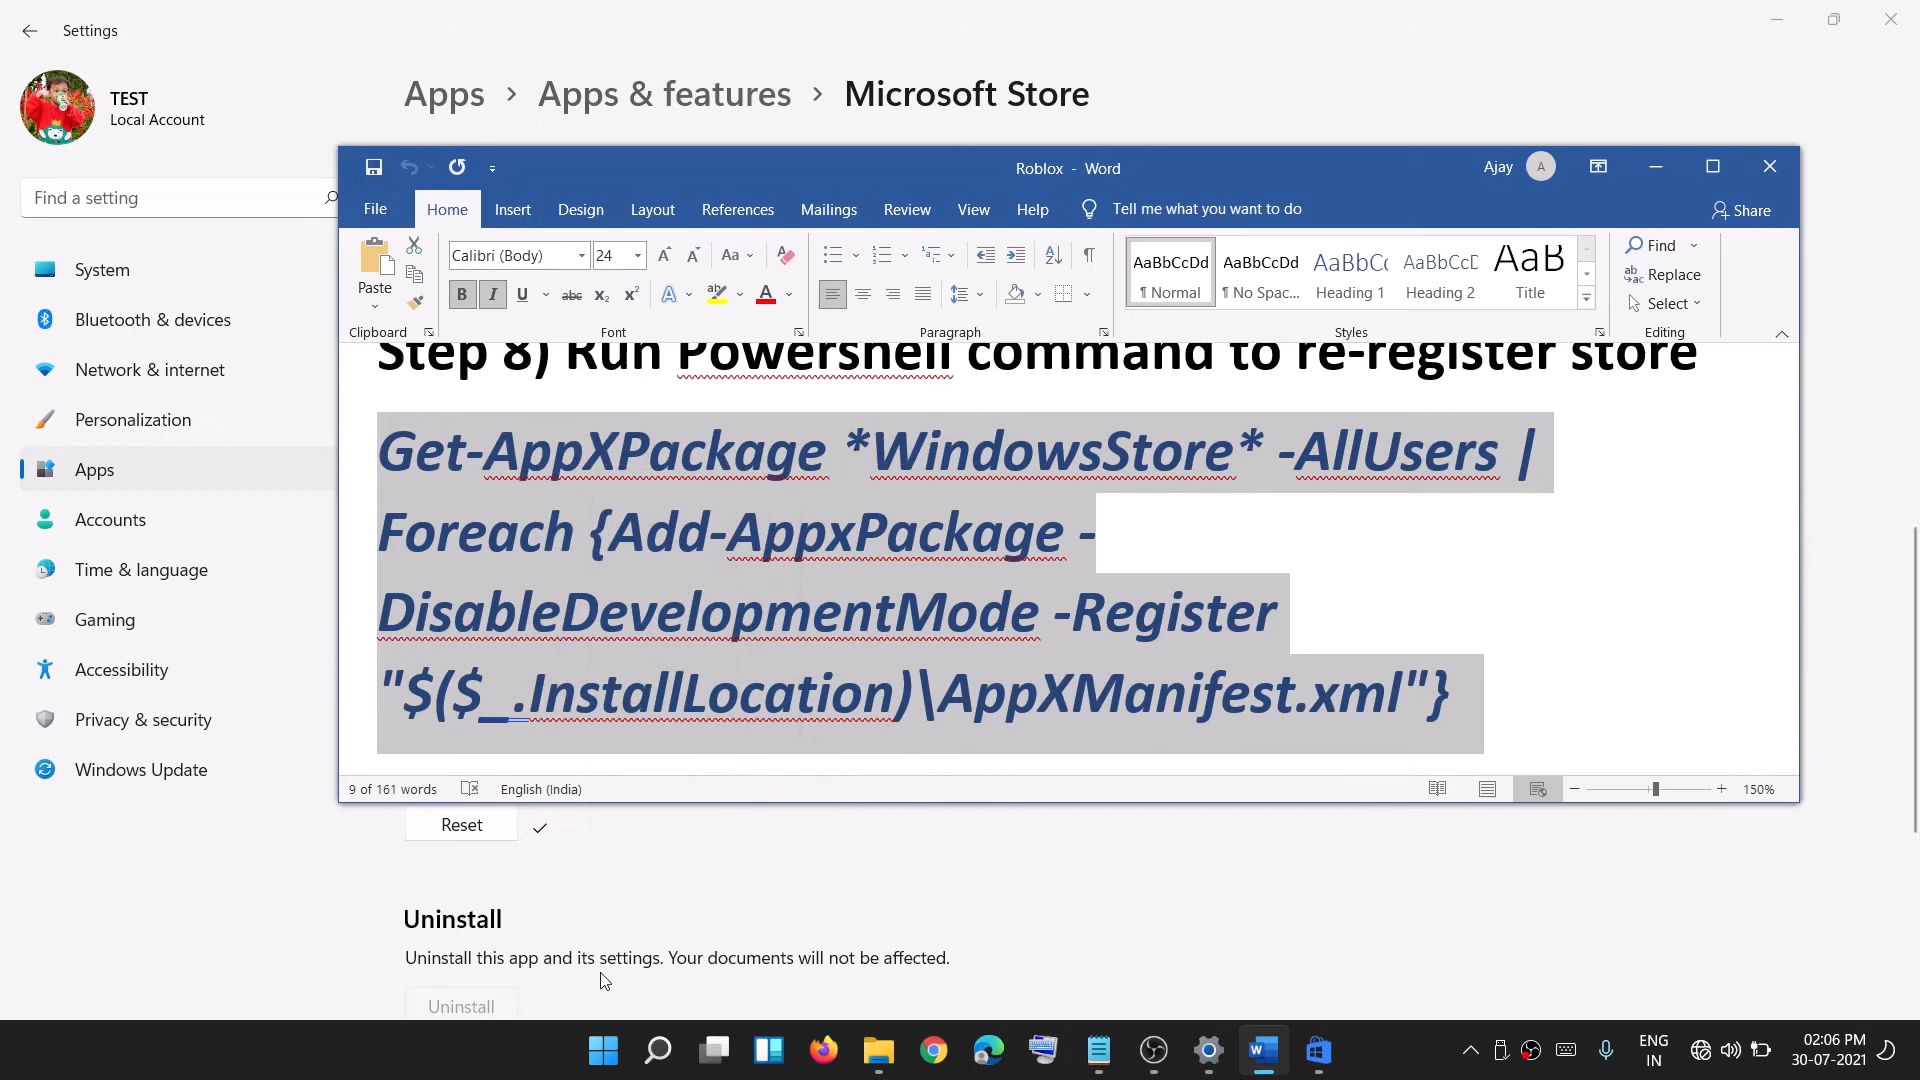 Settings
TEST
Local Account
Find a setting
System
Bluetooth & devices
Network & internet
Personalization
Apps
Accounts
Time & language
Gaming
Accessibility
Privacy & security
Windows Update
Apps > Apps & features > Microsoft Store
Roblox - Word
Ajay
A
File Home Insert Design Layout References Mailings Review View Help Tell me what you want to do
Share
Paste
Clipboard
Calibri (Body) 24
Aa
B I U abc x₂ x² A A
Font
Paragraph
AaBbCcDd AaBbCcDd AaBbCc AaBbCcD AaB
¶ Normal ¶ No Spac... Heading 1 Heading 2 Title
Styles
Find
Replace
Select
Editing
Step 8) Run Powershell command to re-register store
Get-AppXPackage *WindowsStore* -AllUsers |
Foreach {Add-AppxPackage -
DisableDevelopmentMode -Register
"$($_.InstallLocation)\AppXManifest.xml"}
9 of 161 words
English (India)
150%
Reset
Uninstall
Uninstall this app and its settings. Your documents will not be affected.
Uninstall
ENG
IN
02:06 PM
30-07-2021